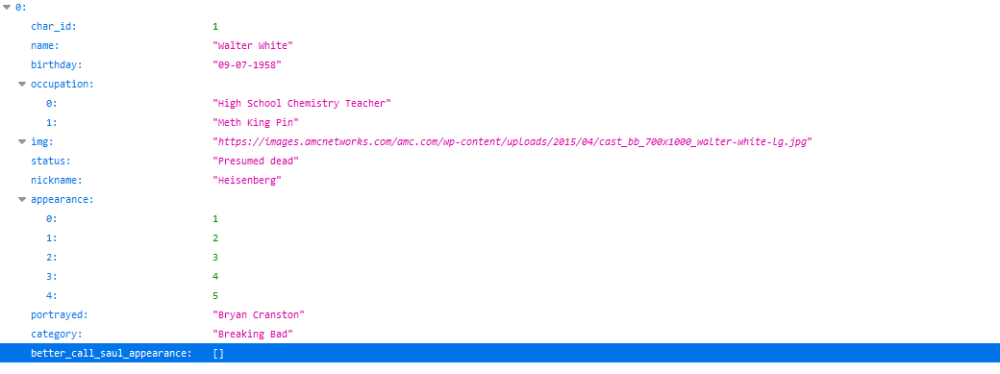 0:
char_id: 1
name: "Walter White"
birthday: "09-07-1958"
occupation:
0: "High School Chemistry Teacher"
1: "Meth King Pin"
img: "https://images.amcnetworks.com/amc.com/wp-content/uploads/2015/04/cast_bb_700x1000_walter-white-lg.jpg"
status: "Presumed dead"
nickname: "Heisenberg"
appearance:
0: 1
1: 2
2: 3
3: 4
4: 5
portrayed: "Bryan Cranston"
category: "Breaking Bad"
better_call_saul_appearance: []